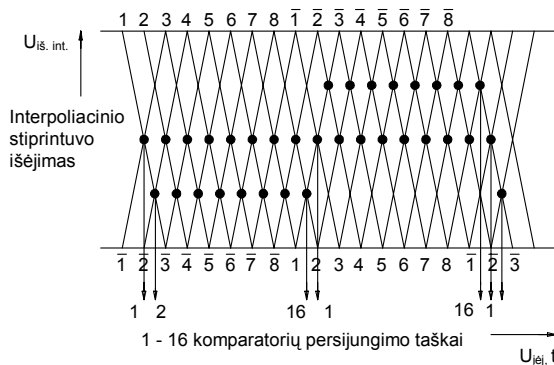 1 2 3 4 5 6 7 8 1̅ 2̅ 3̅ 4̅ 5̅ 6̅ 7̅ 8̅
Uiš. int.
Interpoliacinio
stiprintuvo
išėjimas
1̅ 2̅ 3̅ 4̅ 5̅ 6̅ 7̅ 8̅ 1 2 3 4 5 6 7 8 1̅ 2̅ 3̅
1 2 16 1 16 1
1 - 16 komparatorių persijungimo taškai
Uįėj, t